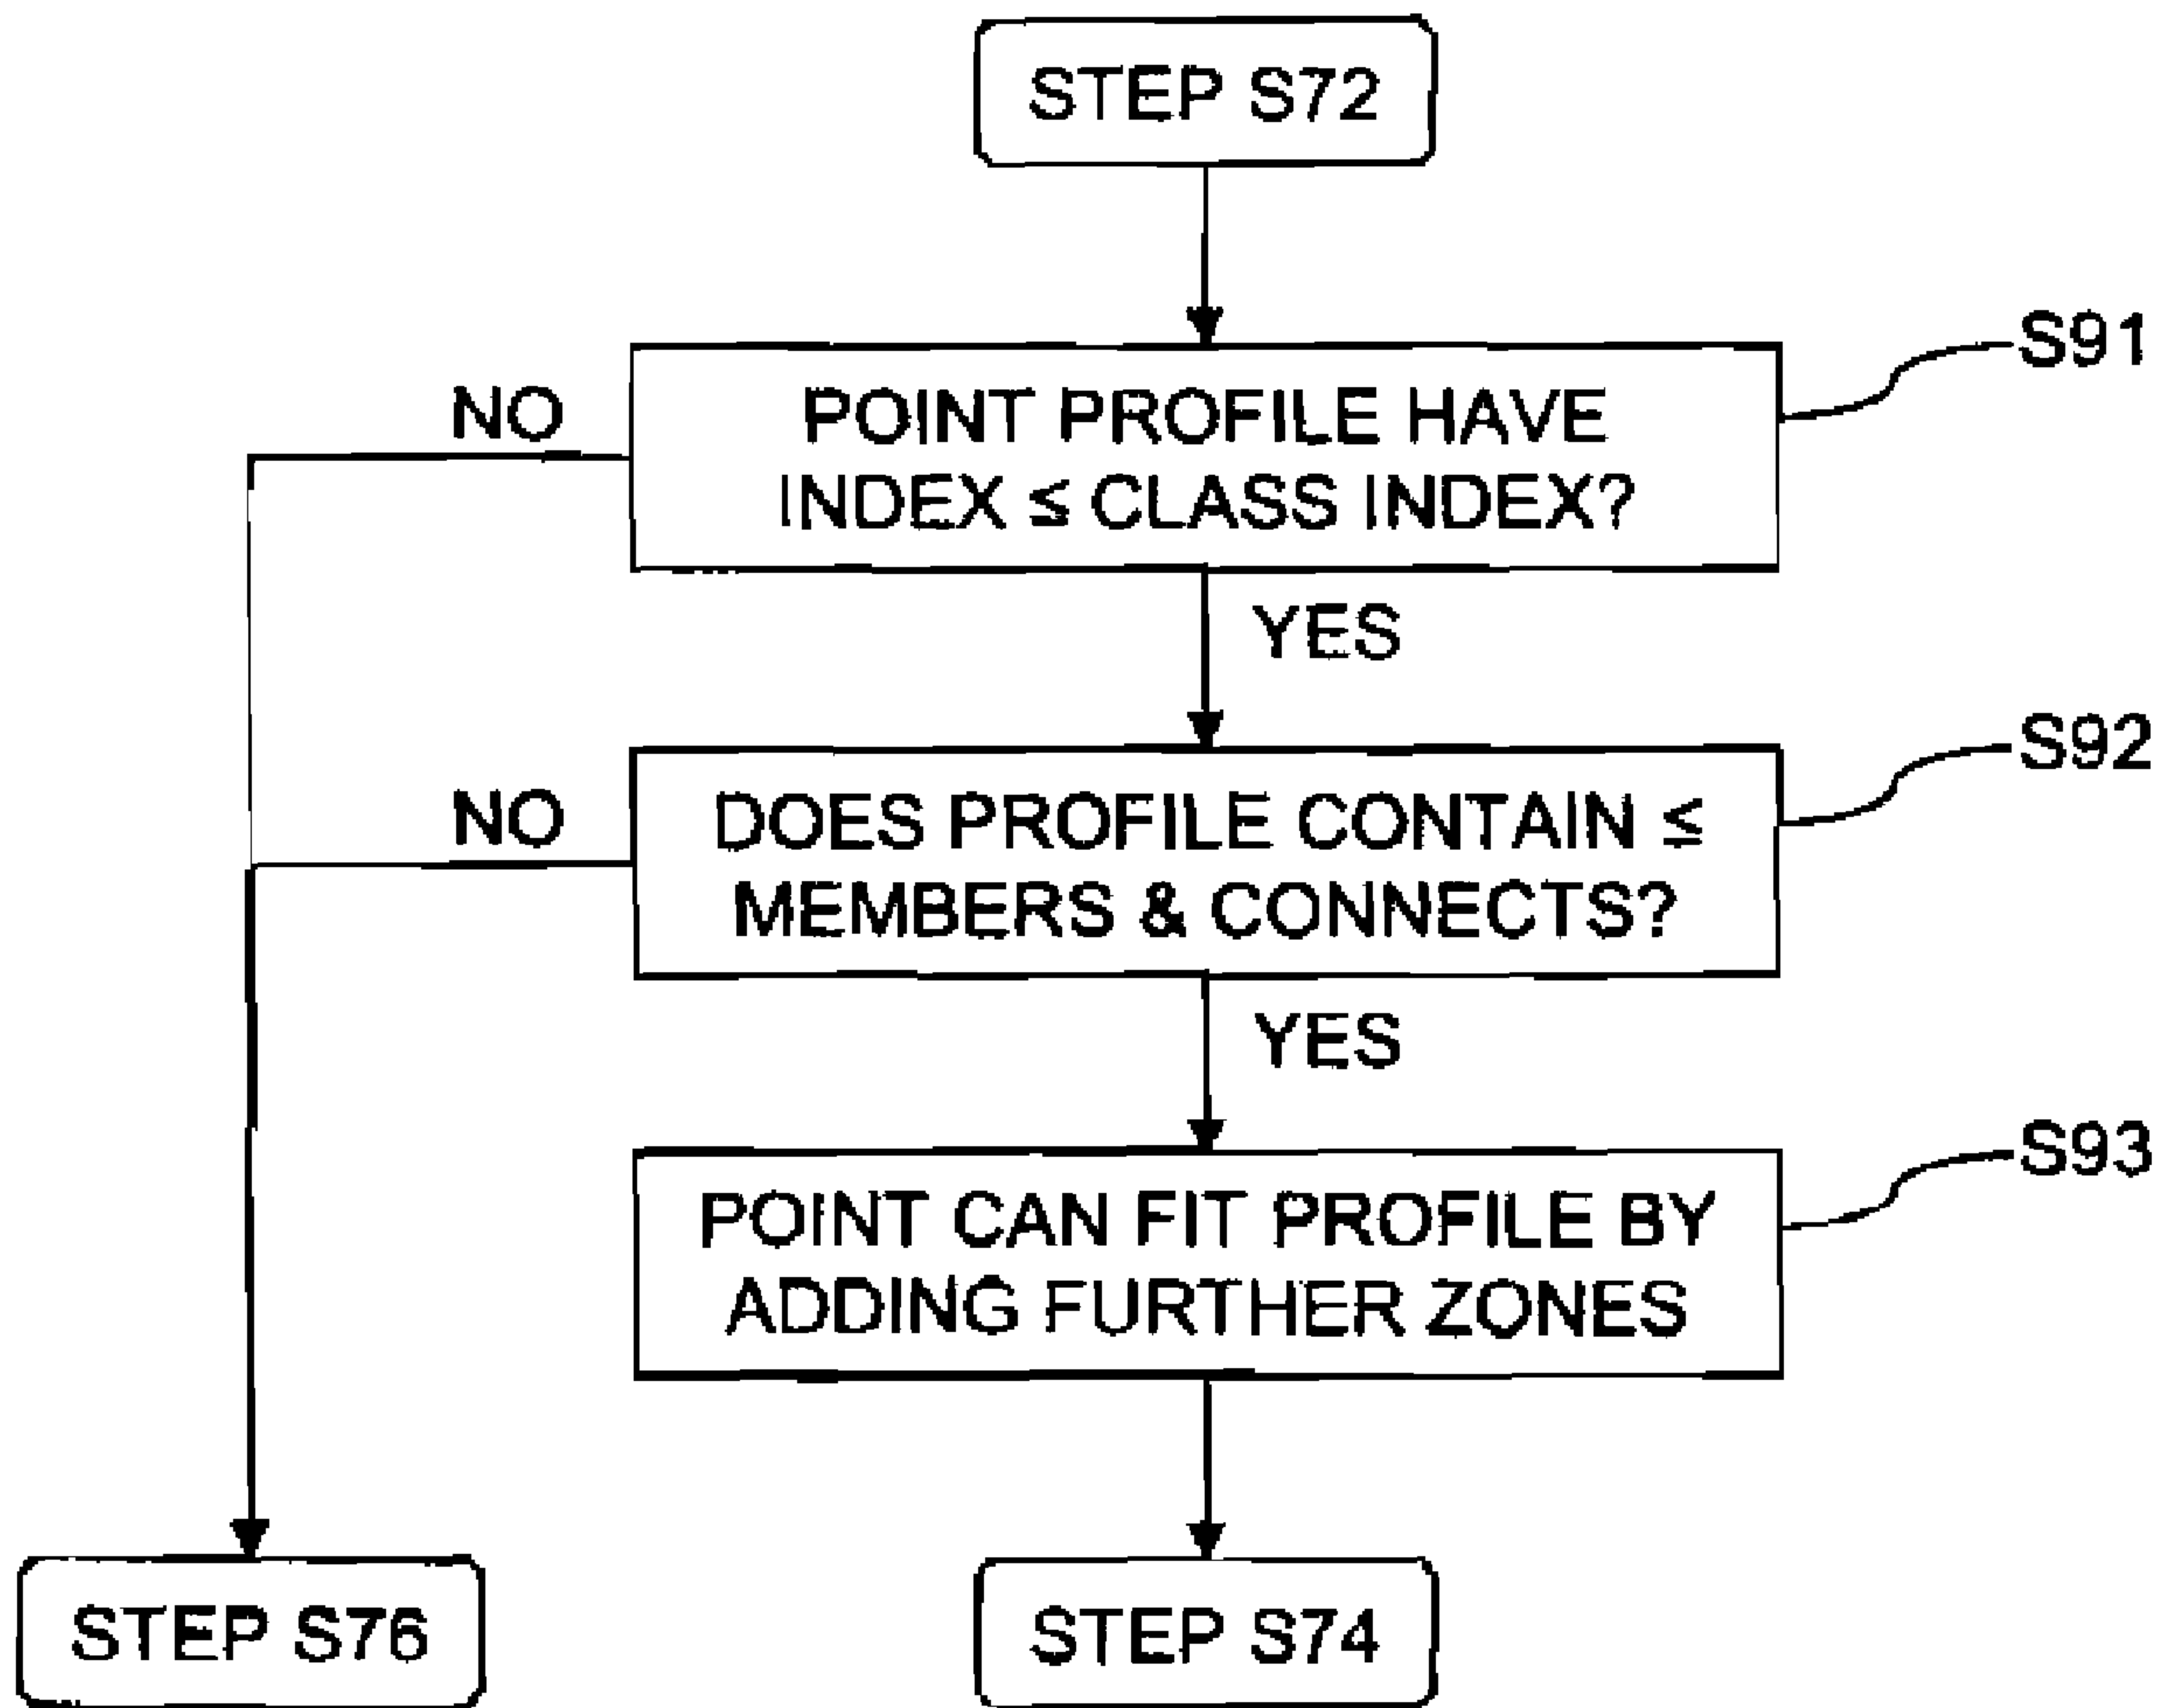 STEP S72
S91
NO
POINT PROFILE HAVE
INDEX ≤ CLASS INDEX?
YES
S92
NO
DOES PROFILE CONTAIN ≤
MEMBERS & CONNECTS?
YES
S93
POINT CAN FIT PROFILE BY
ADDING FURTHER ZONES
STEP S76
STEP S74